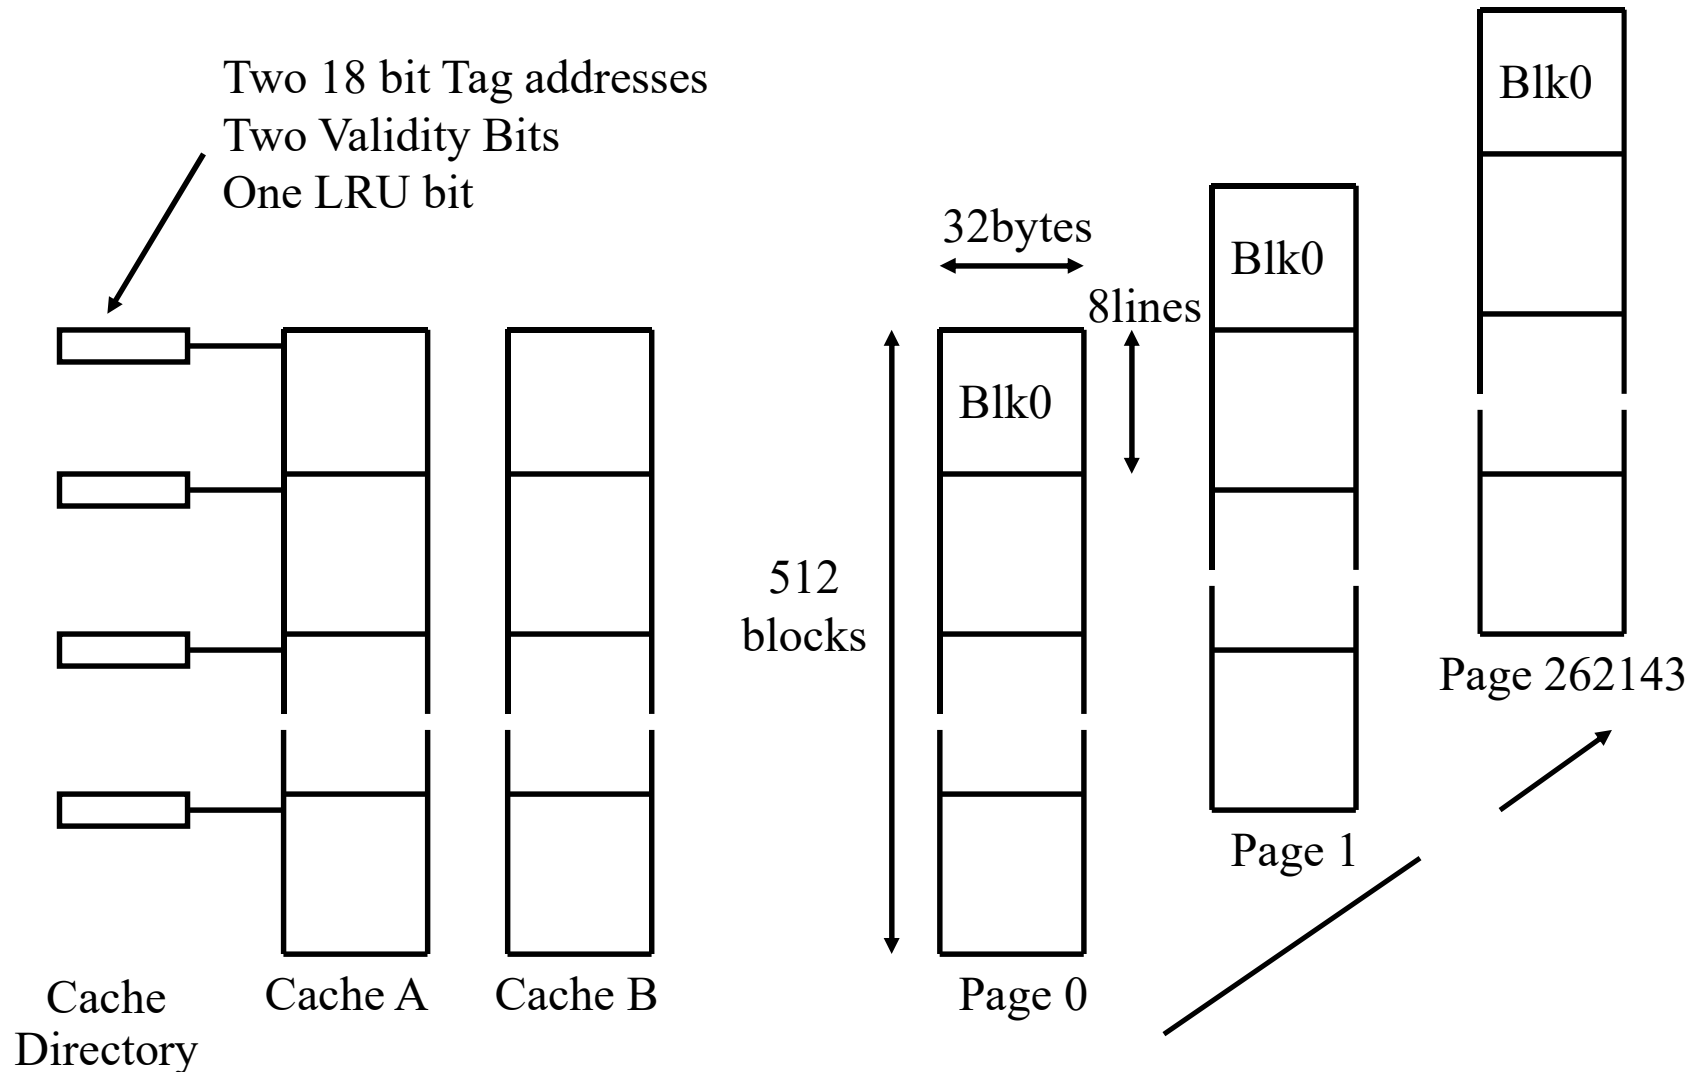 Two 18 bit Tag addresses
Two Validity Bits
One LRU bit
Blk0
Blk0
32bytes
8lines
Blk0
512
blocks
Page 262143
Page 1
Cache
Directory
Cache A
Cache B
Page 0